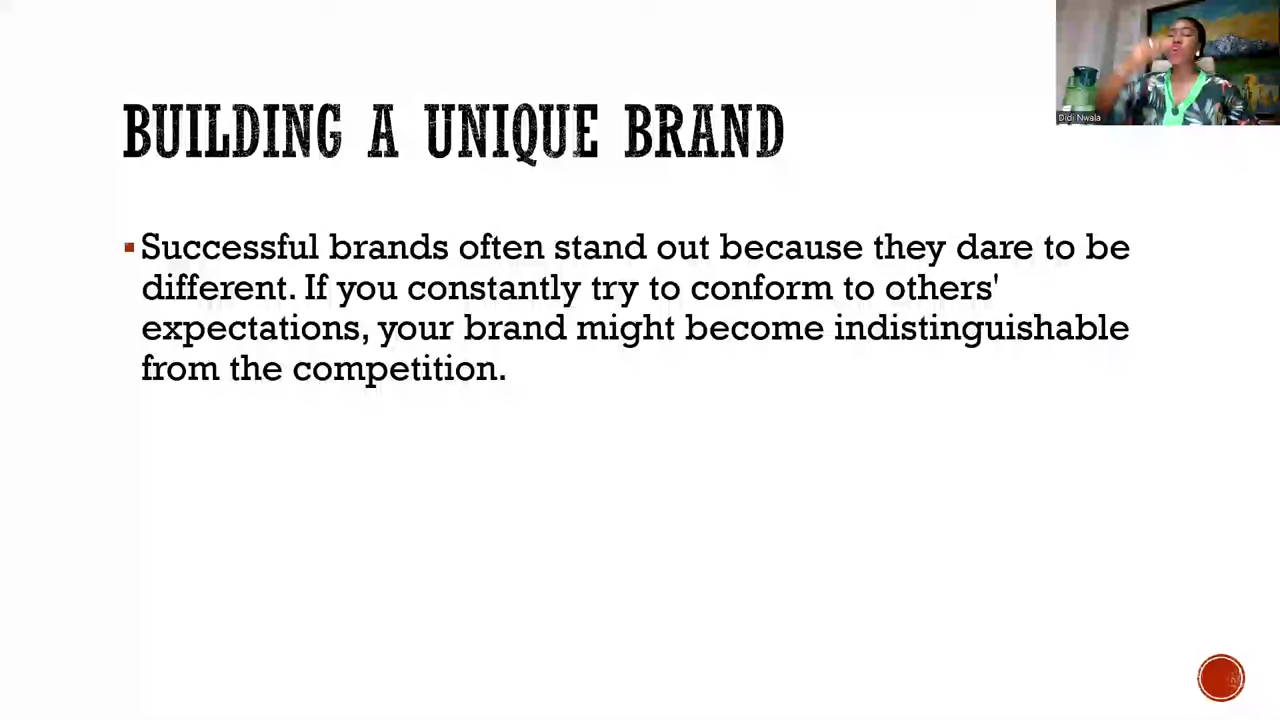 Didi Nwala
BUILDING A UNIQUE BRAND
Successful brands often stand out because they dare to be
different. If you constantly try to conform to others'
expectations, your brand might become indistinguishable
from the competition.